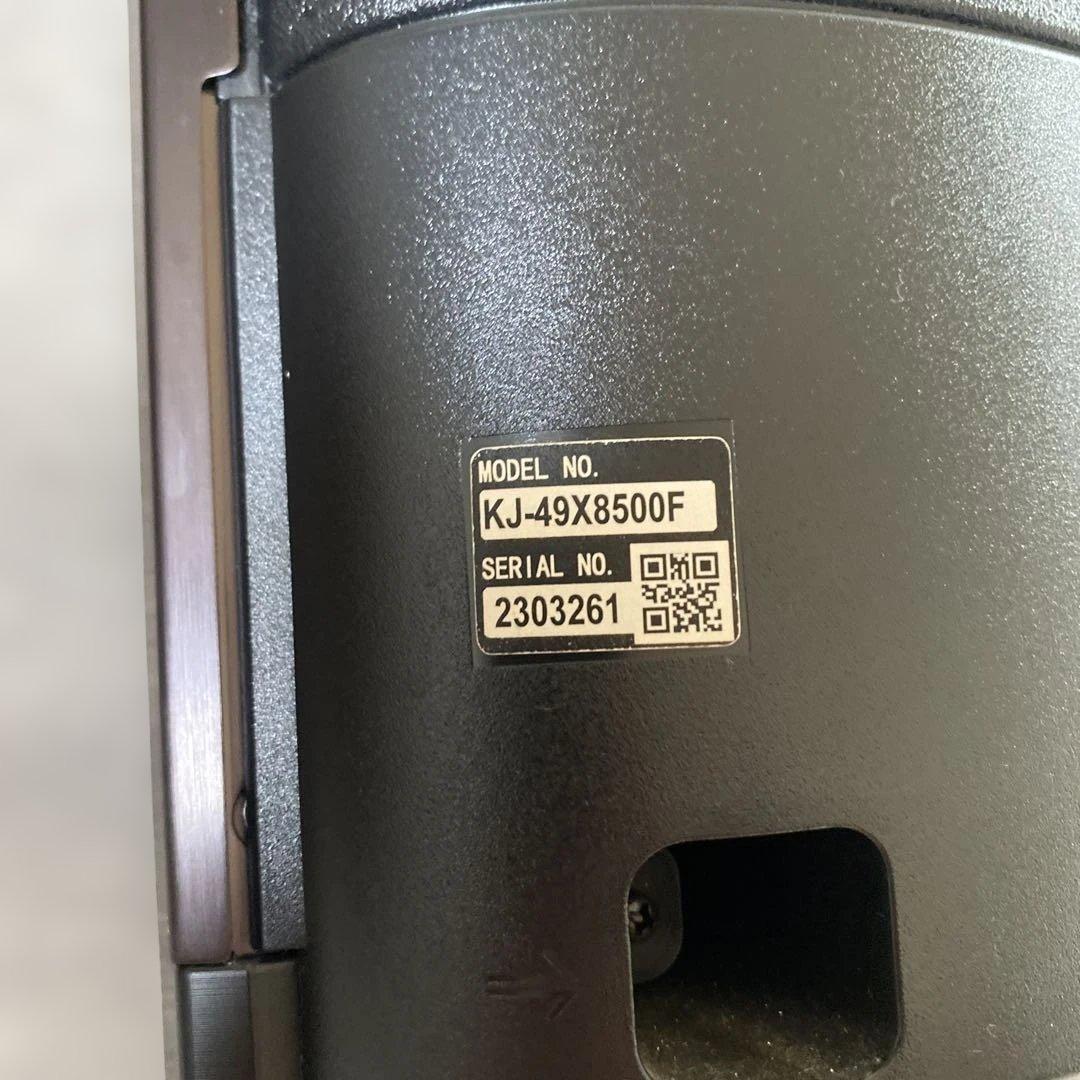 MODEL NO.
KJ-49X8500F
SERIAL NO.
2303261